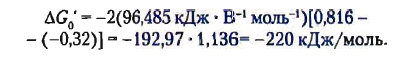 ΔG₀′ = −2(96,485 кДж · В⁻¹ моль⁻¹)[0,816 −
− (−0,32)] = −192,97 · 1,136= −220 кДж/моль.